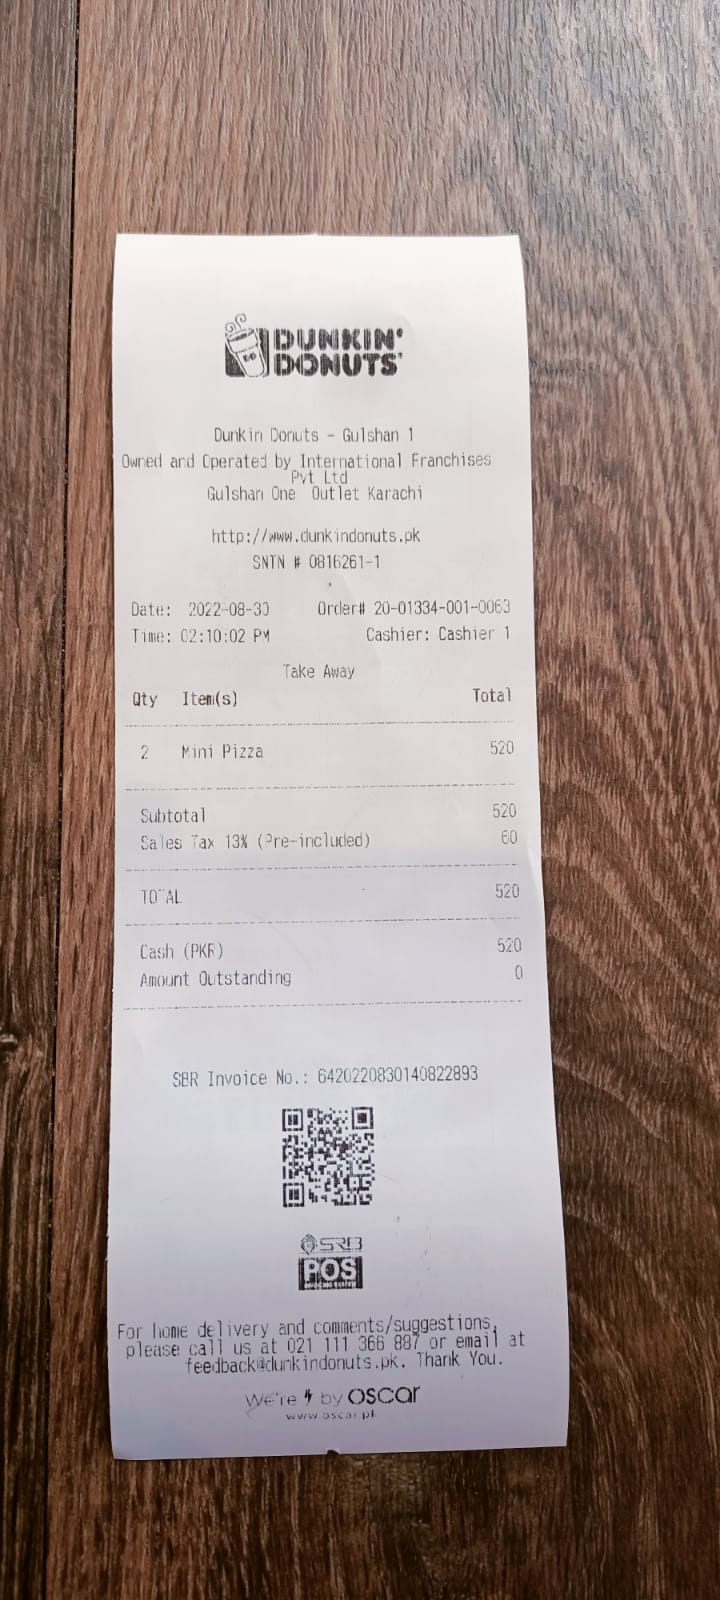 DUNKIN'
DONUTS
Dunkin Donuts - Gulshan 1
Owned and Operated by International Franchises
Pvt Ltd
Gulshan One Outlet Karachi
http://www.dunkindonuts.pk
SNTN # 0816261-1
Date: 2022-08-30 Order# 20-01334-001-0063
Time: 02:10:02 PM Cashier: Cashier 1
Take Away
Qty Item(s) Total
2 Mini Pizza 520
Subtotal 520
Sales Tax 13% (Pre-included) 60
TOTAL 520
Cash (PKR) 520
Amount Outstanding 0
SBR Invoice No.: 6420220830140822893
SRB
POS
For home delivery and comments/suggestions,
please call us at 021 111 366 887 or email at
feedback@dunkindonuts.pk. Thank You.
We're by OSCAR
www.oscar.pk